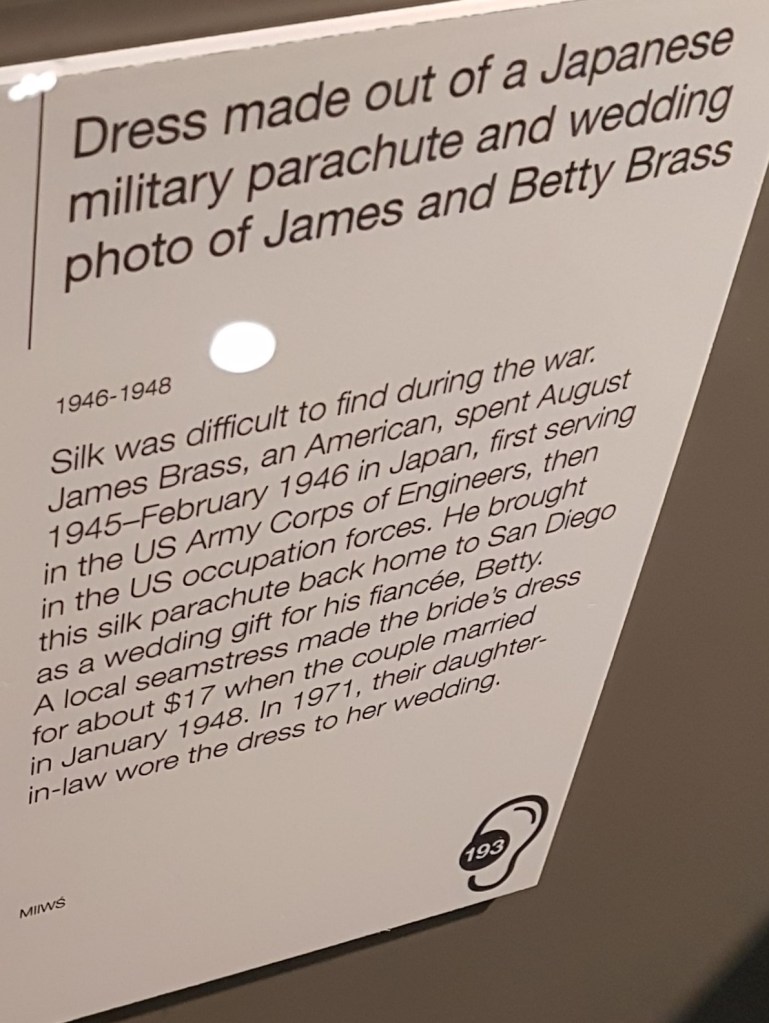 Dress made out of a Japanese
military parachute and wedding
photo of James and Betty Brass
1946-1948
Silk was difficult to find during the war.
James Brass, an American, spent August
1945–February 1946 in Japan, first serving
in the US Army Corps of Engineers, then
in the US occupation forces. He brought
this silk parachute back home to San Diego
as a wedding gift for his fiancée, Betty.
A local seamstress made the bride's dress
for about $17 when the couple married
in January 1948. In 1971, their daughter-
in-law wore the dress to her wedding.
193
MIIWŚ